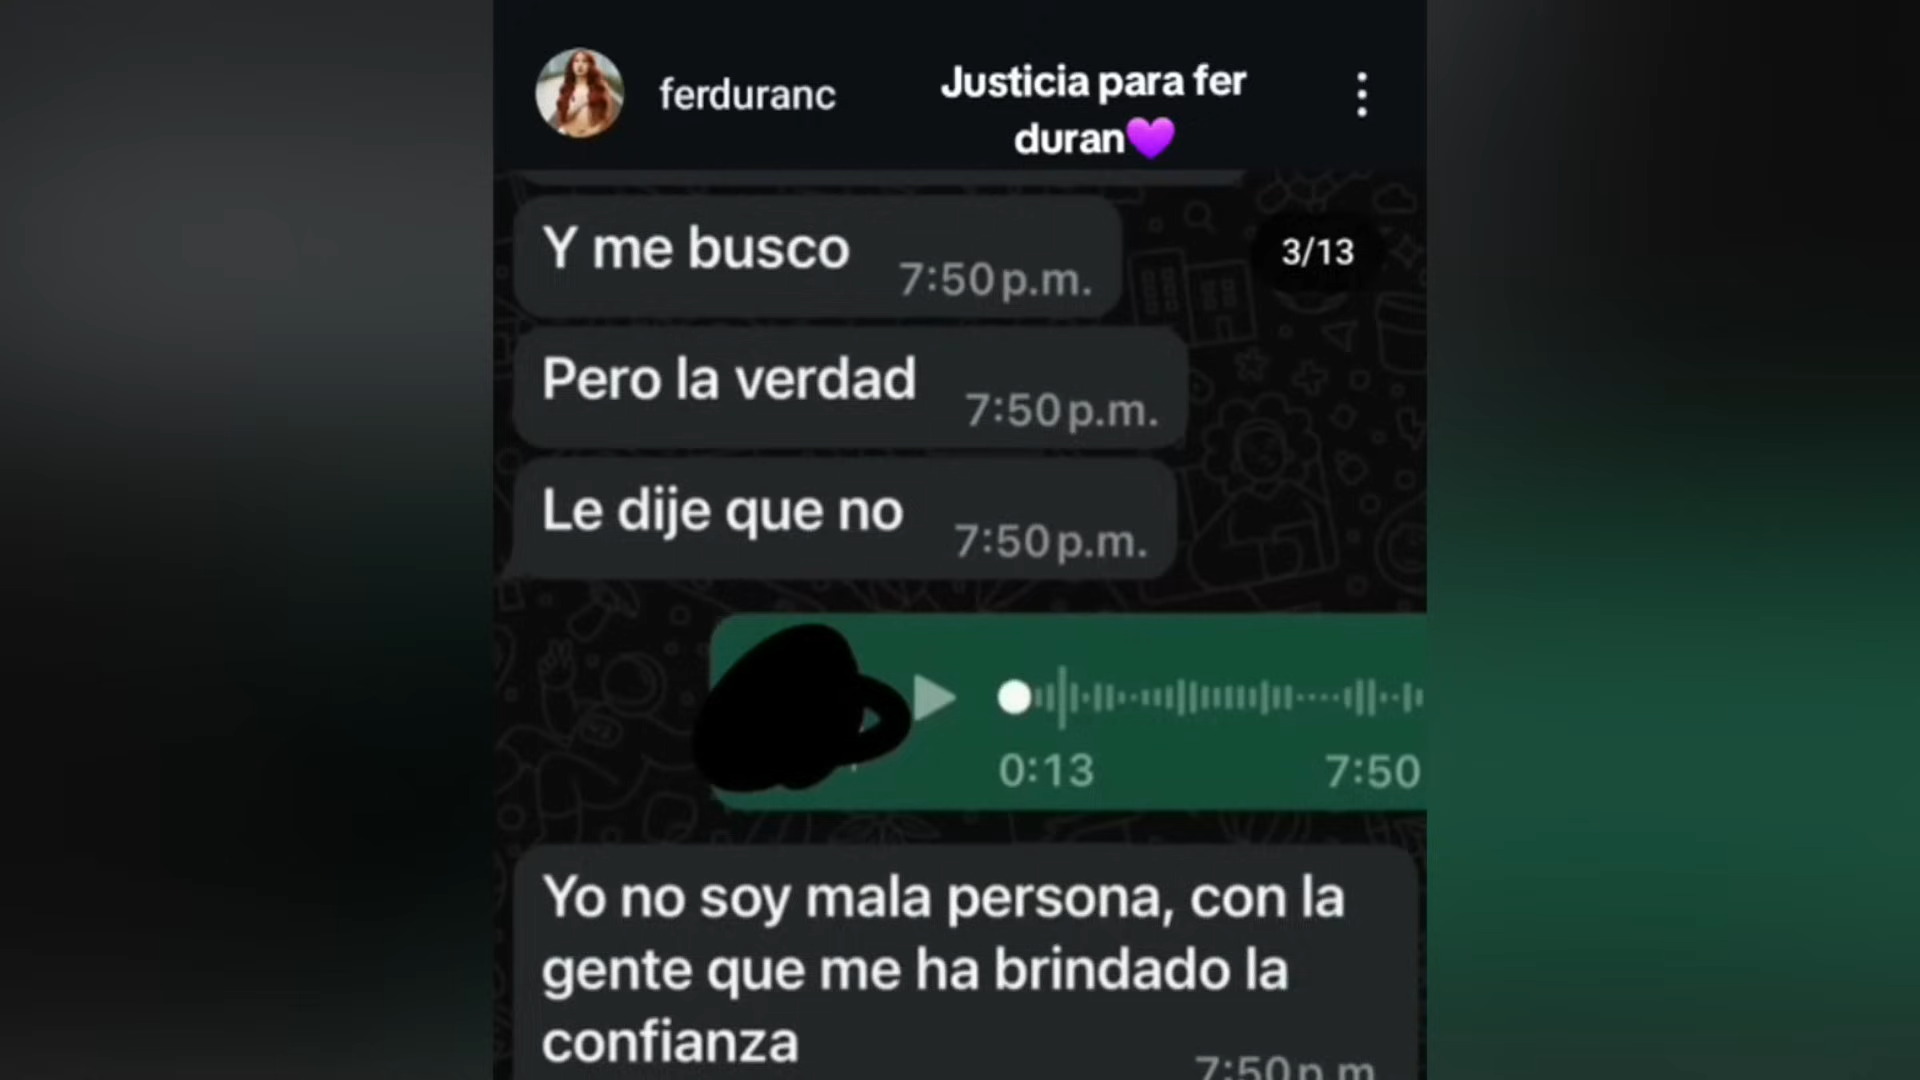 ferduranc
Justicia para fer
duran💜
3/13
Y me busco
7:50 p.m.
Pero la verdad
7:50 p.m.
Le dije que no
7:50 p.m.
0:13
7:50
Yo no soy mala persona, con la
gente que me ha brindado la
confianza
7:50 p.m.